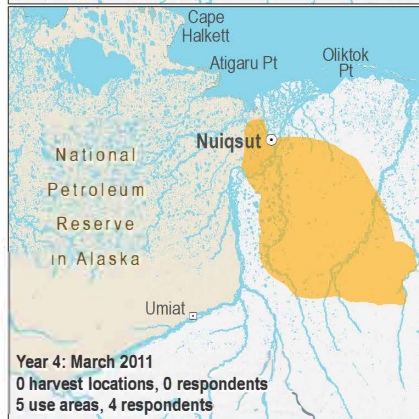 Cape
Halkett
Oliktok
Pt
Atigaru Pt
Nuiqsut
National
Petroleum
Reserve
in Alaska
Umiat
Year 4: March 2011
0 harvest locations, 0 respondents
5 use areas, 4 respondents